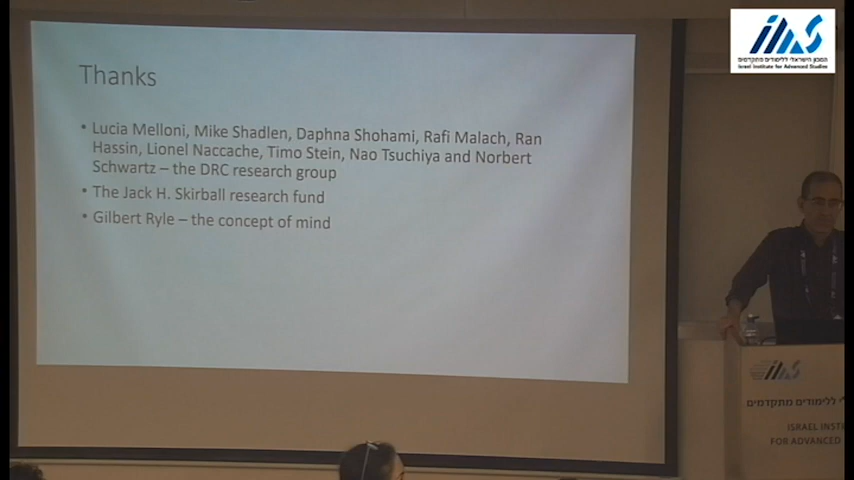 Thanks
• Lucia Melloni, Mike Shadlen, Daphna Shohami, Rafi Malach, Ran
Hassin, Lionel Naccache, Timo Stein, Nao Tsuchiya and Norbert
Schwartz – the DRC research group
• The Jack H. Skirball research fund
• Gilbert Ryle – the concept of mind
המכון הישראלי ללימודים מתקדמים
Israel Institute for Advanced Studies
ללימודים מתקדמים
ISRAEL
FOR ADVANCED